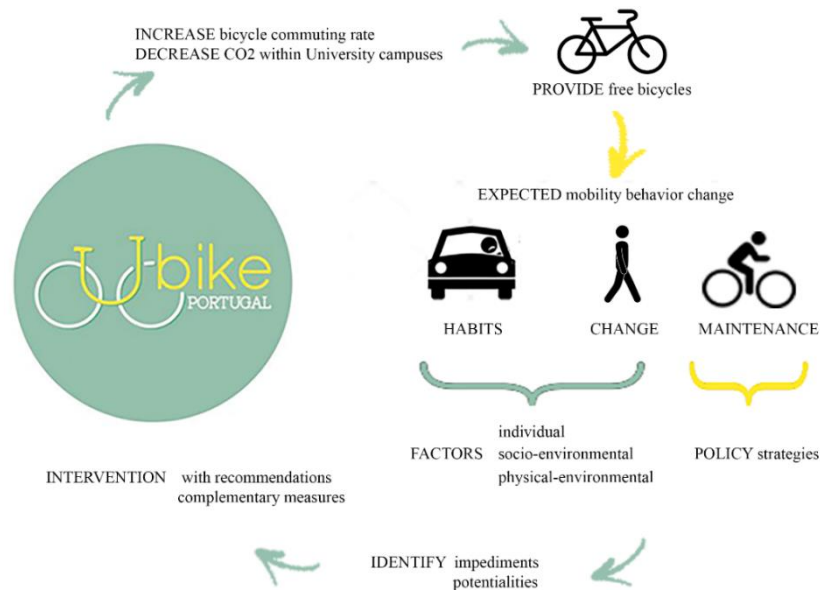 INCREASE bicycle commuting rate
DECREASE CO2 within University campuses
PROVIDE free bicycles
EXPECTED mobility behavior change
Ubike
PORTUGAL
HABITS
CHANGE
MAINTENANCE
FACTORS individual
socio-environmental
physical-environmental
POLICY strategies
INTERVENTION with recommendations
complementary measures
IDENTIFY impediments
potentialities